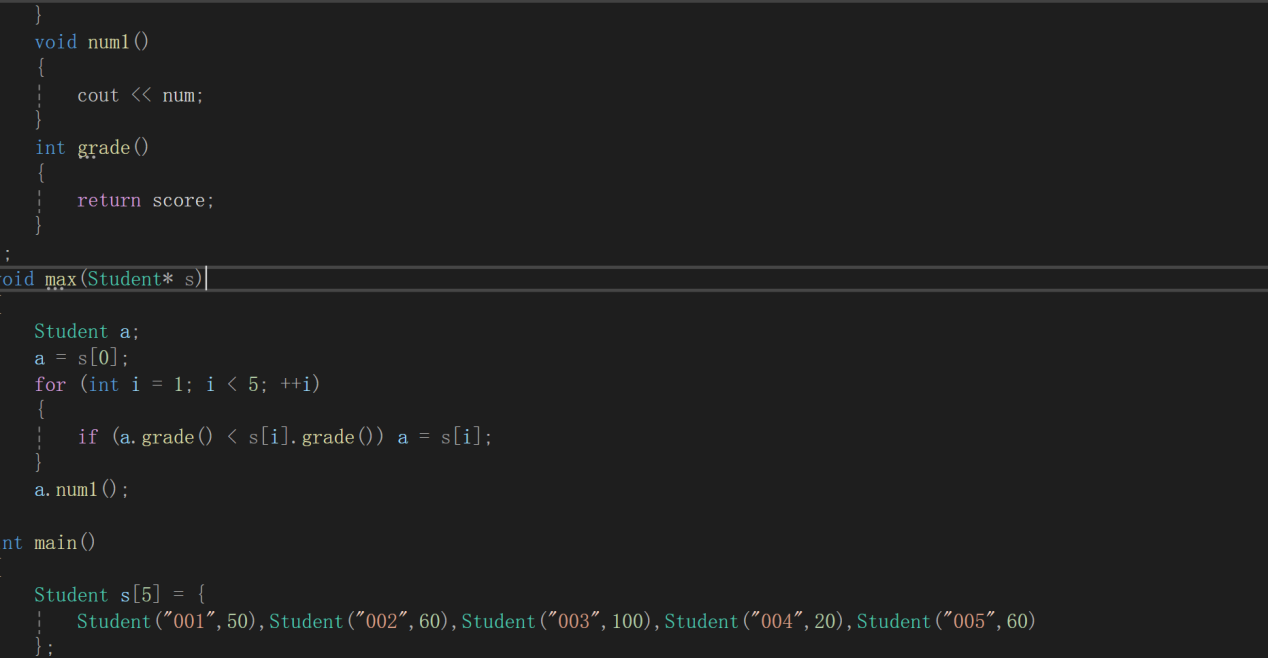 }
void num1()
{
cout << num;
}
int grade()
{
return score;
}
;
oid max(Student* s)
Student a;
a = s[0];
for (int i = 1; i < 5; ++i)
{
if (a.grade() < s[i].grade()) a = s[i];
}
a.num1();
nt main()
Student s[5] = {
Student("001",50),Student("002",60),Student("003",100),Student("004",20),Student("005",60)
};